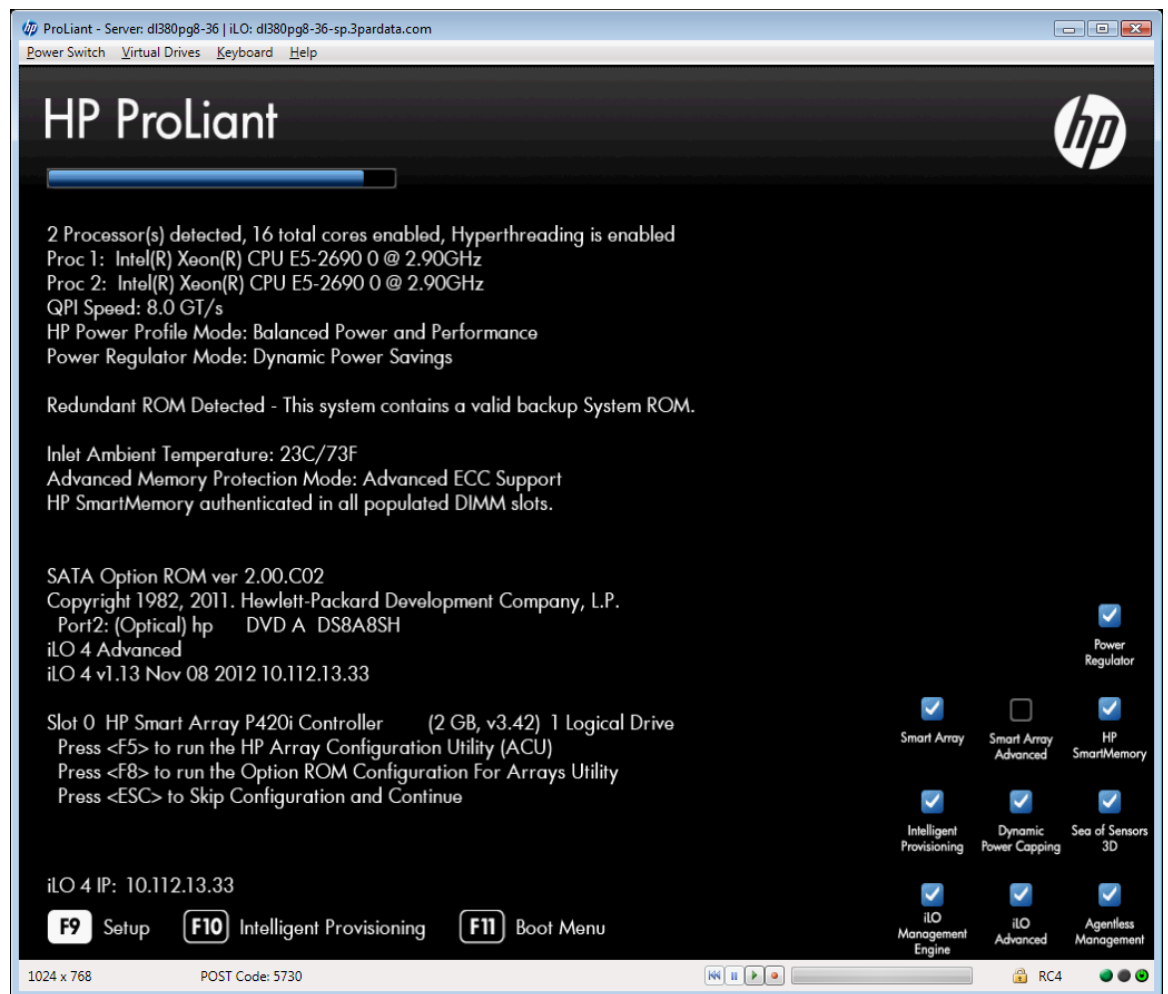 ProLiant - Server: dl380pg8-36 | iLO: dl380pg8-36-sp.3pardata.com
Power Switch Virtual Drives Keyboard Help
HP ProLiant
hp
2 Processor(s) detected, 16 total cores enabled, Hyperthreading is enabled
Proc 1: Intel(R) Xeon(R) CPU E5-2690 0 @ 2.90GHz
Proc 2: Intel(R) Xeon(R) CPU E5-2690 0 @ 2.90GHz
QPI Speed: 8.0 GT/s
HP Power Profile Mode: Balanced Power and Performance
Power Regulator Mode: Dynamic Power Savings
Redundant ROM Detected - This system contains a valid backup System ROM.
Inlet Ambient Temperature: 23C/73F
Advanced Memory Protection Mode: Advanced ECC Support
HP SmartMemory authenticated in all populated DIMM slots.
SATA Option ROM ver 2.00.C02
Copyright 1982, 2011. Hewlett-Packard Development Company, L.P.
Port2: (Optical) hp DVD A DS8A8SH
iLO 4 Advanced
iLO 4 v1.13 Nov 08 2012 10.112.13.33
Slot 0 HP Smart Array P420i Controller (2 GB, v3.42) 1 Logical Drive
Press <F5> to run the HP Array Configuration Utility (ACU)
Press <F8> to run the Option ROM Configuration For Arrays Utility
Press <ESC> to Skip Configuration and Continue
Power
Regulator
Smart Array
Smart Array
Advanced
HP
SmartMemory
Intelligent
Provisioning
Dynamic
Power Capping
Sea of Sensors
3D
iLO
Management
Engine
iLO
Advanced
Agentless
Management
iLO 4 IP: 10.112.13.33
F9 Setup F10 Intelligent Provisioning F11 Boot Menu
1024 x 768 POST Code: 5730 RC4